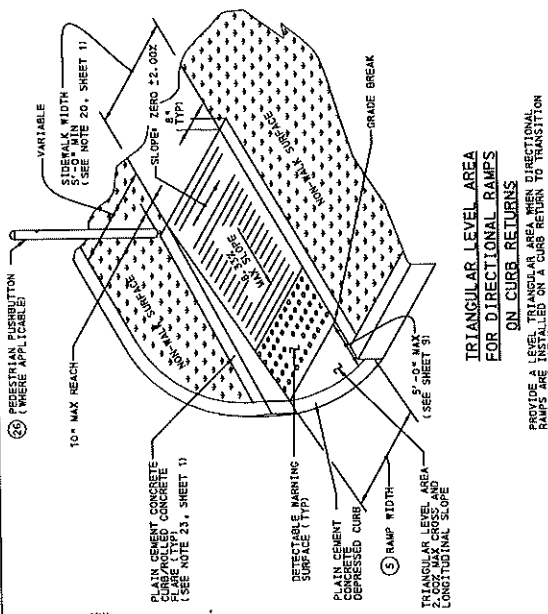 26 PEDESTRIAN PUSHBUTTON
(WHERE APPLICABLE)
10" MAX REACH
VARIABLE
SIDEWALK WIDTH
5'-0" MIN
(SEE NOTE 20, SHEET 1)
SLOPE: ZERO ±2.00%
8"
(TYP)
NON-WALK SURFACE
8.33%
MAX SLOPE
NON-WALK SURFACE
GRADE BREAK
PLAIN CEMENT CONCRETE
CURB/ROLLED CONCRETE
FLARE (TYP)
(SEE NOTE 23, SHEET 1)
DETECTABLE WARNING
SURFACE (TYP)
PLAIN CEMENT
CONCRETE
DEPRESSED CURB
5 RAMP WIDTH
5'-0" MAX
(SEE SHEET 9)
TRIANGULAR LEVEL AREA
2.0% MAX CROSS AND
LONGITUDINAL SLOPE
TRIANGULAR LEVEL AREA
FOR DIRECTIONAL RAMPS
ON CURB RETURNS
PROVIDE A LEVEL TRIANGULAR AREA WHEN DIRECTIONAL
RAMPS ARE INSTALLED ON A CURB RETURN TO TRANSITION